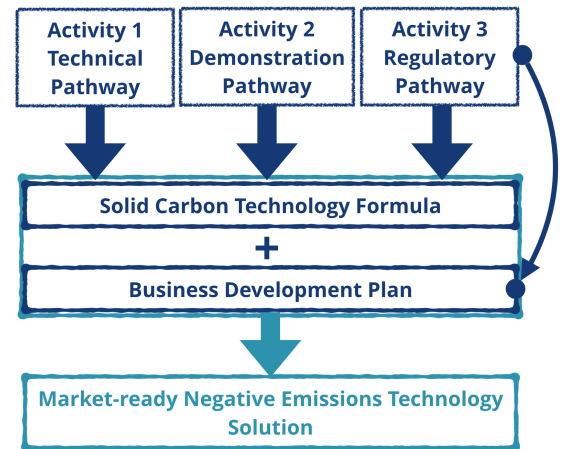 Activity 1
Technical
Pathway
Activity 2
Demonstration
Pathway
Activity 3
Regulatory
Pathway
Solid Carbon Technology Formula
+
Business Development Plan
Market-ready Negative Emissions Technology
Solution